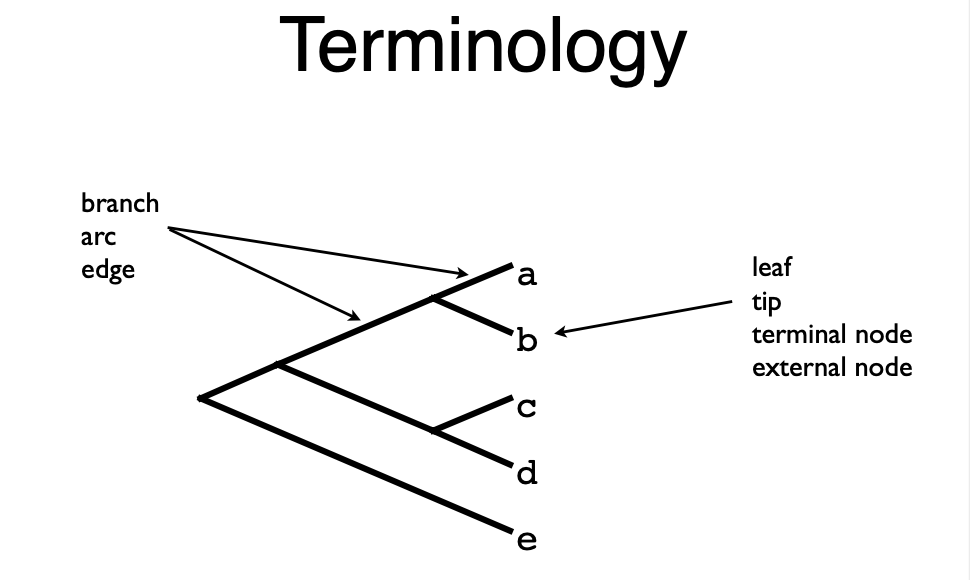 Terminology
branch
arc
edge
a
b
c
d
e
leaf
tip
terminal node
external node